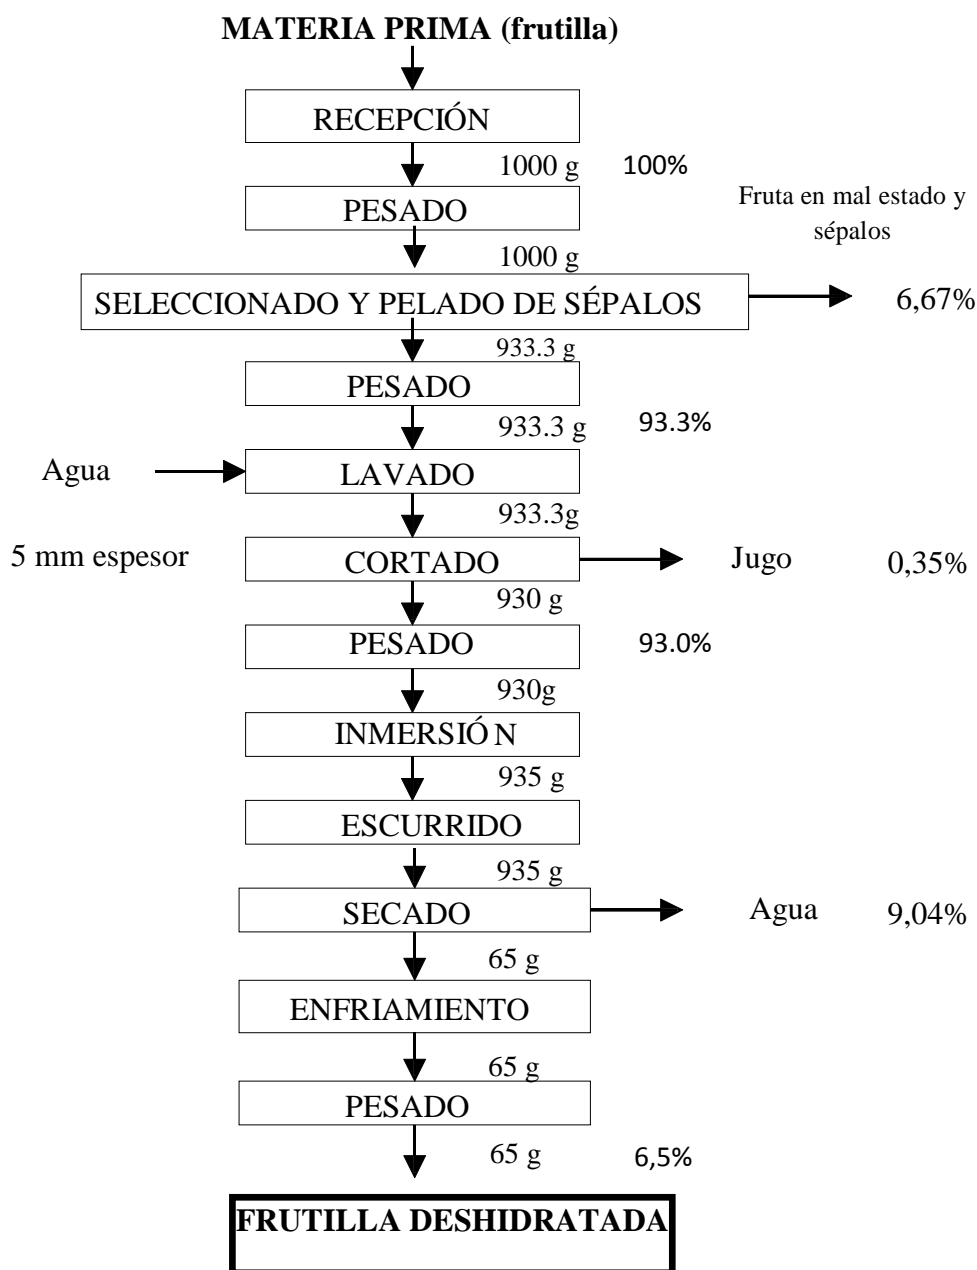 MATERIA PRIMA (frutilla)
RECEPCIÓN
1000 g 100%
PESADO
Fruta en mal estado y
sépalos
1000 g
SELECCIONADO Y PELADO DE SÉPALOS
6,67%
933.3 g
PESADO
933.3 g 93.3%
Agua
LAVADO
933.3g
5 mm espesor
CORTADO
Jugo 0,35%
930 g
PESADO
93.0%
930g
INMERSIÓN
935 g
ESCURRIDO
935 g
SECADO
Agua 9,04%
65 g
ENFRIAMIENTO
65 g
PESADO
65 g 6,5%
FRUTILLA DESHIDRATADA